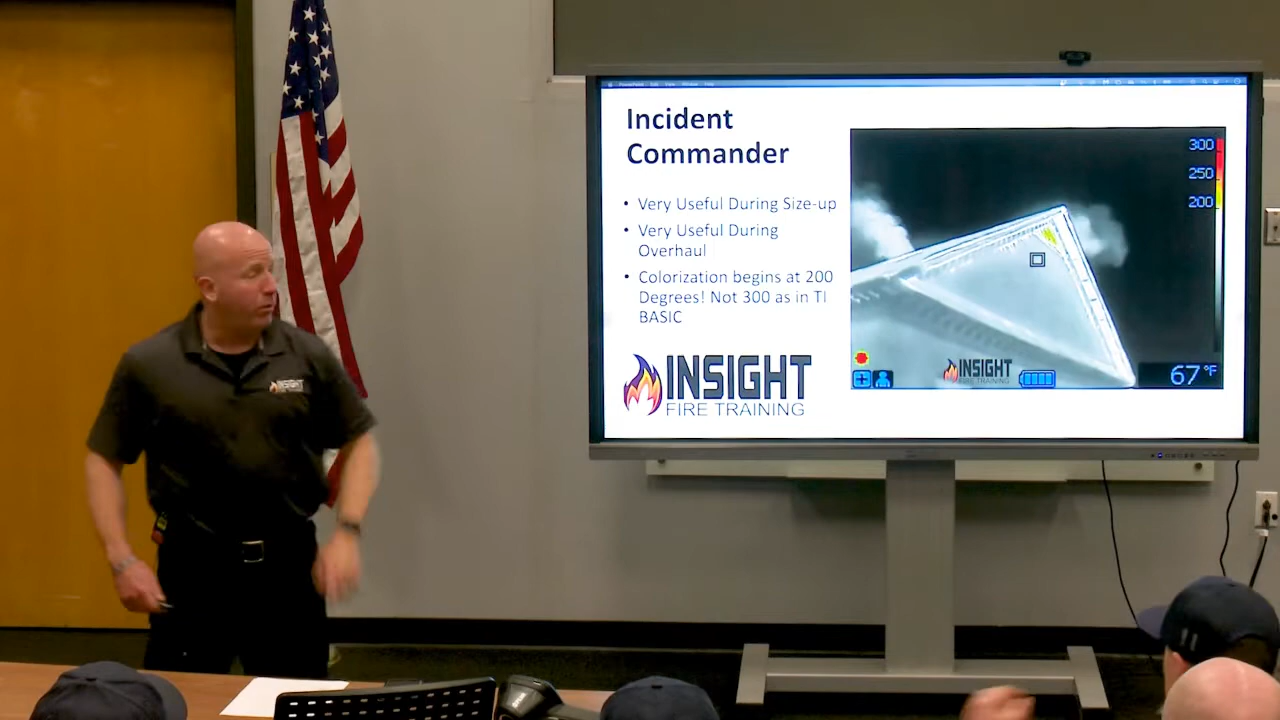 Incident
Commander
• Very Useful During Size-up
• Very Useful During
Overhaul
• Colorization begins at 200
Degrees! Not 300 as in TI
BASIC
INSIGHT
FIRE TRAINING
300
250
200
INSIGHT
FIRE TRAINING
67 °F
INSIGHT